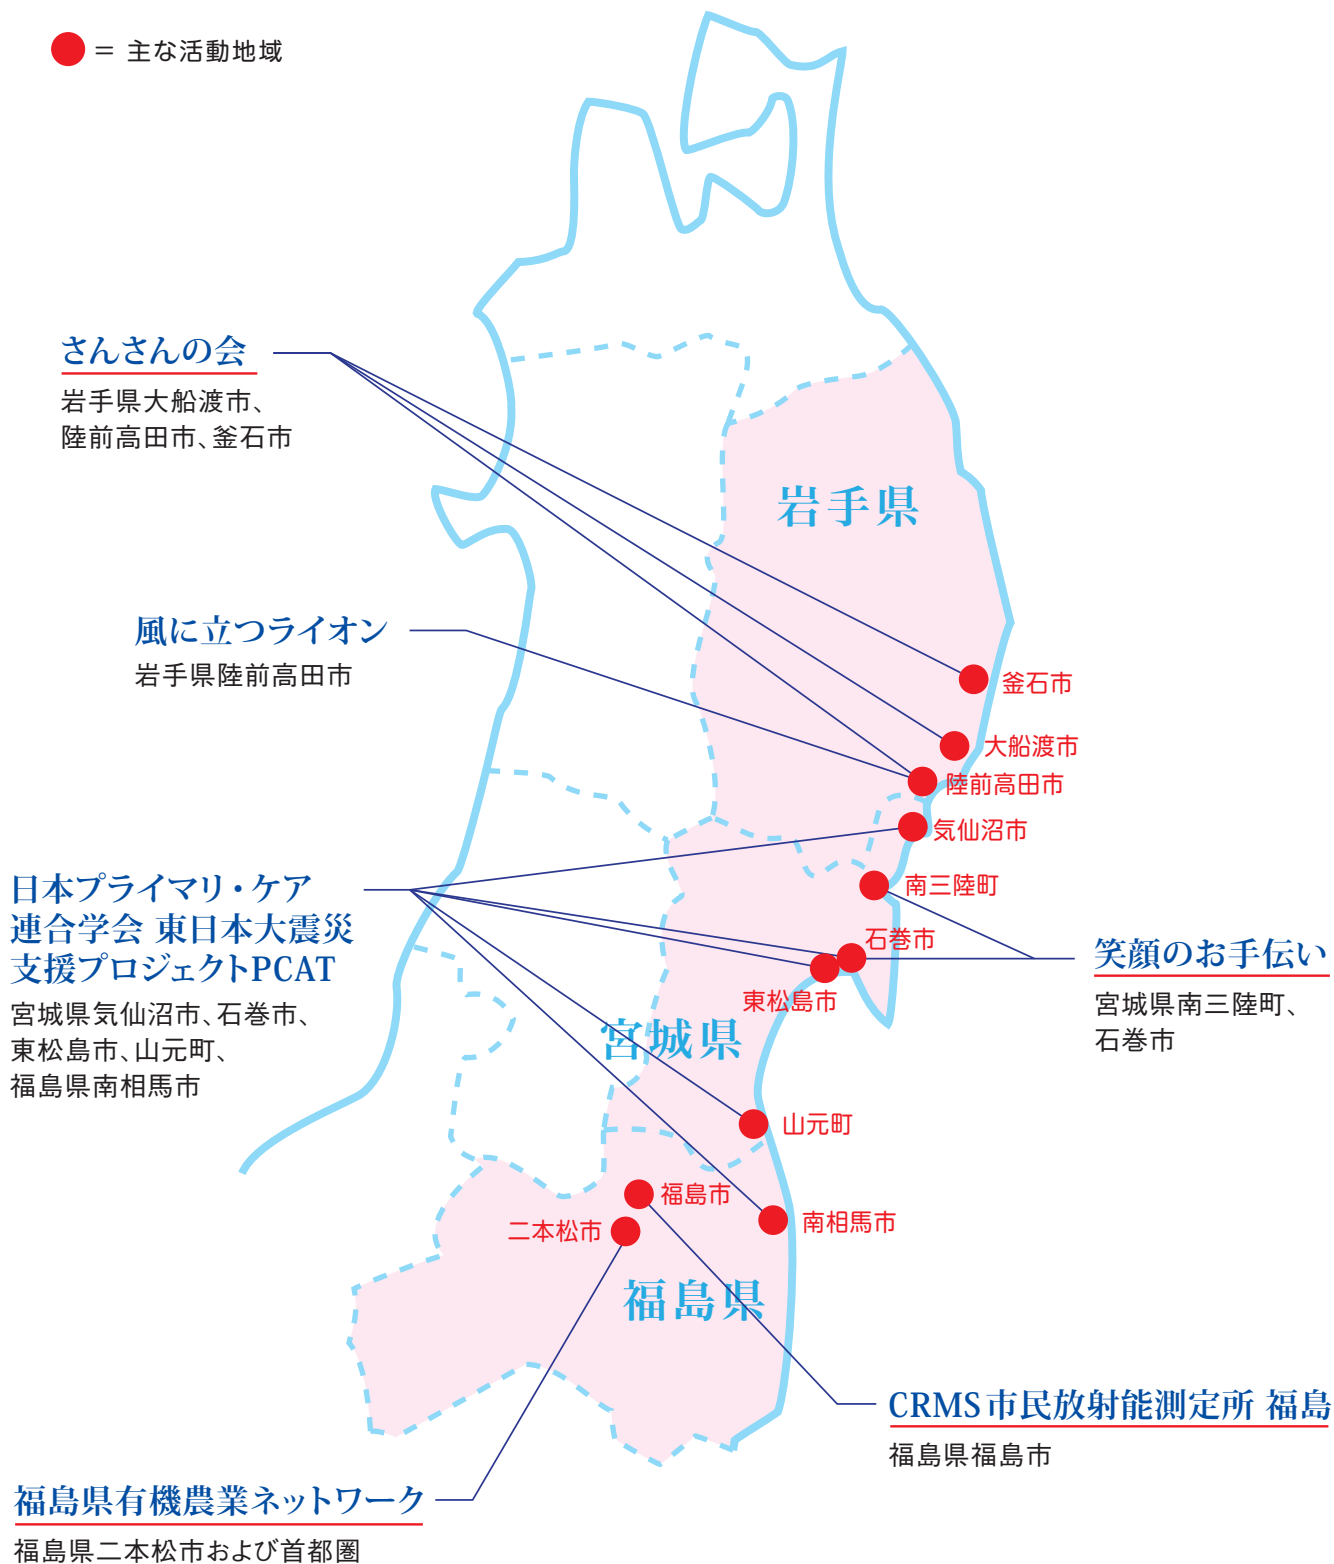 = 主な活動地域
さんさんの会
岩手県大船渡市、
陸前高田市、釜石市
岩手県
風に立つライオン
岩手県陸前高田市
釜石市
大船渡市
陸前高田市
気仙沼市
南三陸町
石巻市
東松島市
日本プライマリ・ケア
連合学会 東日本大震災
支援プロジェクトPCAT
宮城県気仙沼市、石巻市、
東松島市、山元町、
福島県南相馬市
笑顔のお手伝い
宮城県南三陸町、
石巻市
宮城県
山元町
福島市
南相馬市
二本松市
福島県
CRMS市民放射能測定所 福島
福島県福島市
福島県有機農業ネットワーク
福島県二本松市および首都圏